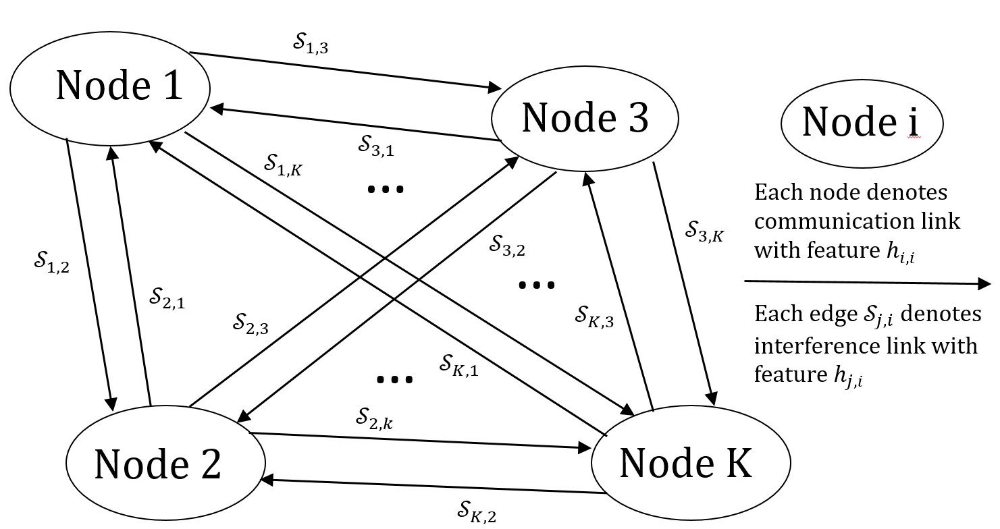 𝒮1,3
Node 1
Node 3
Node i
𝒮3,1
𝒮1,K
...
Each node denotes
communication link
with feature hi,i
𝒮3,K
𝒮3,2
𝒮1,2
...
𝒮2,1
𝒮2,3
𝒮K,3
Each edge 𝒮j,i denotes
interference link with
feature hj,i
𝒮K,1
...
𝒮2,k
Node 2
Node K
𝒮K,2